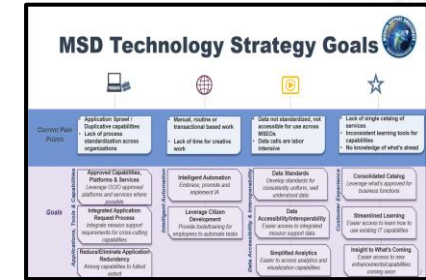 MSD Technology Strategy Goals
Current Pain
Points
• Application Sprawl /
Duplicative capabilities
• Lack of process
standardization across
organizations
• Manual, routine or
transactional based work
• Lack of time for creative
work
• Data not standardized, not
accessible for use across
MSEOs
• Data calls are labor
intensive
• Lack of single catalog of
services
• Inconsistent learning tools for
capabilities
• No knowledge of what's ahead
Goals
Applications, Tools & Capabilities
Approved Capabilities,
Platforms & Services
Leverage OCIO approved
platforms and services where
possible
Integrated Application
Request Process
Integrate mission support
requirements for cross-cutting
capabilities
Reduce/Eliminate Application
Redundancy
Among capabilities to fullest
extent
Intelligent Automation
Intelligent Automation
Embrace, promote and
implement IA
Leverage Citizen
Development
Provide tools/training for
employees to automate tasks
Data Accessibility & Interoperability
Data Standards
Develop standards for
consistently uniform, well
understood data
Data
Accessibility/Interoperability
Easier access to integrated
mission support data
Simplified Analytics
Easier access to analytics and
visualization capabilities
Customer Experience
Consolidated Catalog
Leverage what's approved for
business functions
Streamlined Learning
Easier access to learn how to
use existing IT capabilities
Insight to What's Coming
Easier access to new
enhancements/capabilities
coming soon